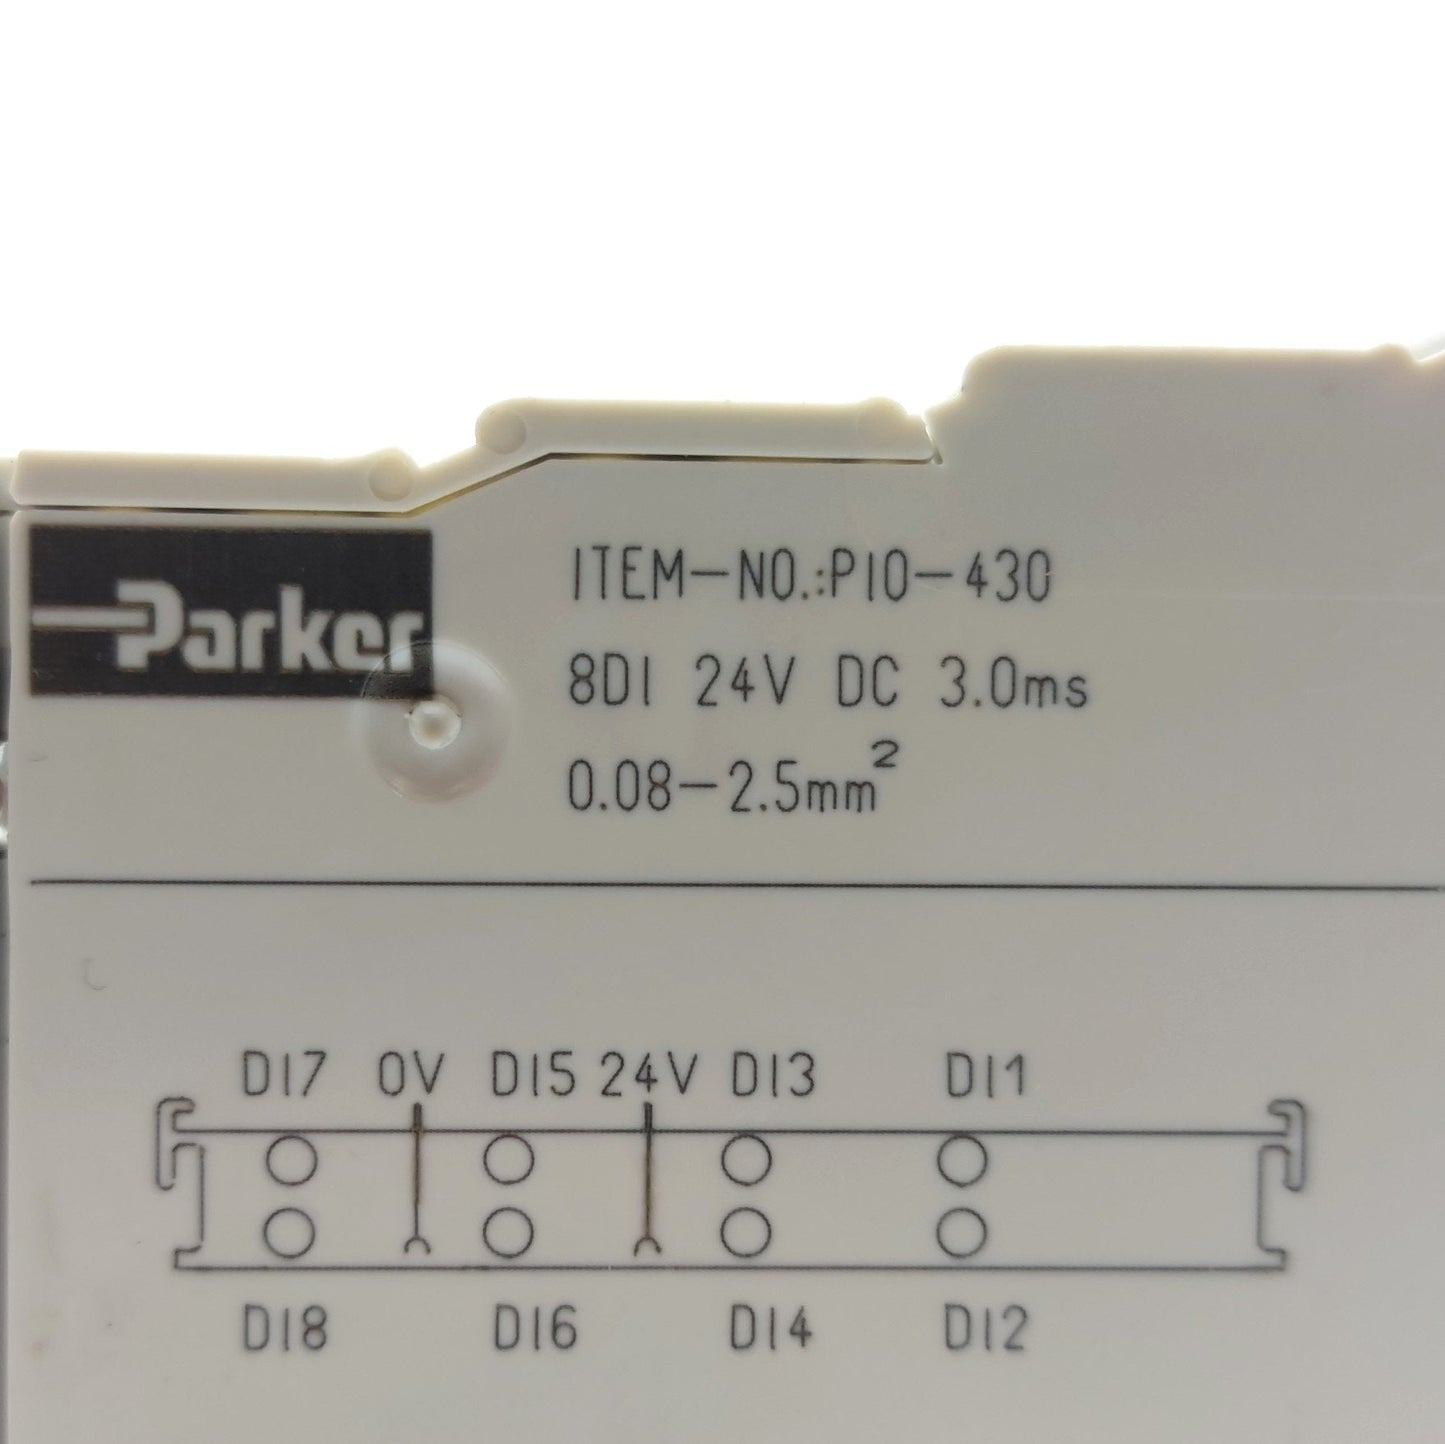 Parker
ITEM-NO.:PIO-430
8DI 24V DC 3.0ms
0.08-2.5mm²
DI7 0V DI5 24V DI3 DI1
DI8 DI6 DI4 DI2